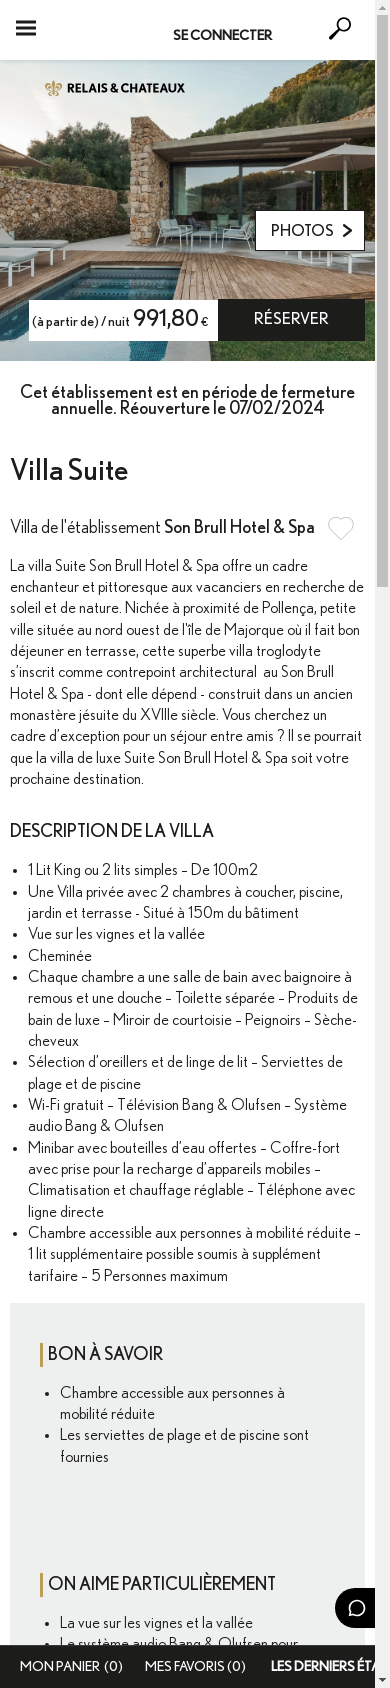 SE CONNECTER
RELAIS & CHATEAUX
PHOTOS
(à partir de) / nuit 991,80 €
RÉSERVER
Cet établissement est en période de fermeture
annuelle. Réouverture le 07/02/2024
Villa Suite
Villa de l'établissement Son Brull Hotel & Spa
La villa Suite Son Brull Hotel & Spa offre un cadre
enchanteur et pittoresque aux vacanciers en recherche de
soleil et de nature. Nichée à proximité de Pollença, petite
ville située au nord ouest de l'île de Majorque où il fait bon
déjeuner en terrasse, cette superbe villa troglodyte
s'inscrit comme contrepoint architectural au Son Brull
Hotel & Spa - dont elle dépend - construit dans un ancien
monastère jésuite du XVIIIe siècle. Vous cherchez un
cadre d'exception pour un séjour entre amis ? Il se pourrait
que la villa de luxe Suite Son Brull Hotel & Spa soit votre
prochaine destination.
DESCRIPTION DE LA VILLA
• 1 Lit King ou 2 lits simples – De 100m2
• Une Villa privée avec 2 chambres à coucher, piscine,
jardin et terrasse - Situé à 150m du bâtiment
• Vue sur les vignes et la vallée
• Cheminée
• Chaque chambre a une salle de bain avec baignoire à
remous et une douche – Toilette séparée – Produits de
bain de luxe – Miroir de courtoisie – Peignoirs – Sèche-
cheveux
• Sélection d'oreillers et de linge de lit – Serviettes de
plage et de piscine
• Wi-Fi gratuit – Télévision Bang & Olufsen – Système
audio Bang & Olufsen
• Minibar avec bouteilles d'eau offertes – Coffre-fort
avec prise pour la recharge d'appareils mobiles –
Climatisation et chauffage réglable – Téléphone avec
ligne directe
• Chambre accessible aux personnes à mobilité réduite –
1 lit supplémentaire possible soumis à supplément
tarifaire – 5 Personnes maximum
BON À SAVOIR
• Chambre accessible aux personnes à
mobilité réduite
• Les serviettes de plage et de piscine sont
fournies
ON AIME PARTICULIÈREMENT
• La vue sur les vignes et la vallée
• Le système audio Bang & Olufsen pour
MON PANIER (0) MES FAVORIS (0) LES DERNIERS ÉTA